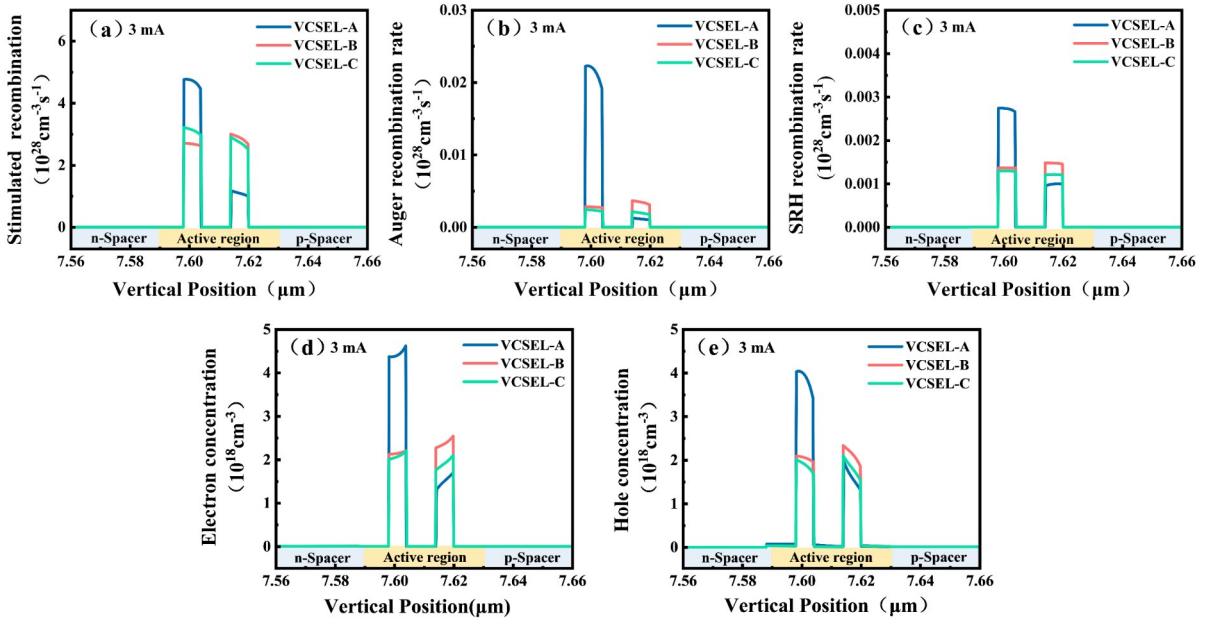 (a) 3 mA
VCSEL-A
VCSEL-B
VCSEL-C
Stimulated recombination
(10²⁸cm⁻³s⁻¹)
6
4
2
0
n-Spacer Active region p-Spacer
7.56 7.58 7.60 7.62 7.64 7.66
Vertical Position (μm)
(b) 3 mA
VCSEL-A
VCSEL-B
VCSEL-C
Auger recombination rate
(10²⁸cm⁻³s⁻¹)
0.03
0.02
0.01
0.00
n-Spacer Active region p-Spacer
7.56 7.58 7.60 7.62 7.64 7.66
Vertical Position (μm)
(c) 3 mA
VCSEL-A
VCSEL-B
VCSEL-C
SRH recombination rate
(10²⁸cm⁻³s⁻¹)
0.005
0.004
0.003
0.002
0.001
0.000
n-Spacer Active region p-Spacer
7.56 7.58 7.60 7.62 7.64 7.66
Vertical Position (μm)
(d) 3 mA
VCSEL-A
VCSEL-B
VCSEL-C
Electron concentration
(10¹⁸cm⁻³)
5
4
3
2
1
0
n-Spacer Active region p-Spacer
7.56 7.58 7.60 7.62 7.64 7.66
Vertical Position(μm)
(e) 3 mA
VCSEL-A
VCSEL-B
VCSEL-C
Hole concentration
(10¹⁸cm⁻³)
5
4
3
2
1
0
n-Spacer Active region p-Spacer
7.56 7.58 7.60 7.62 7.64 7.66
Vertical Position (μm)